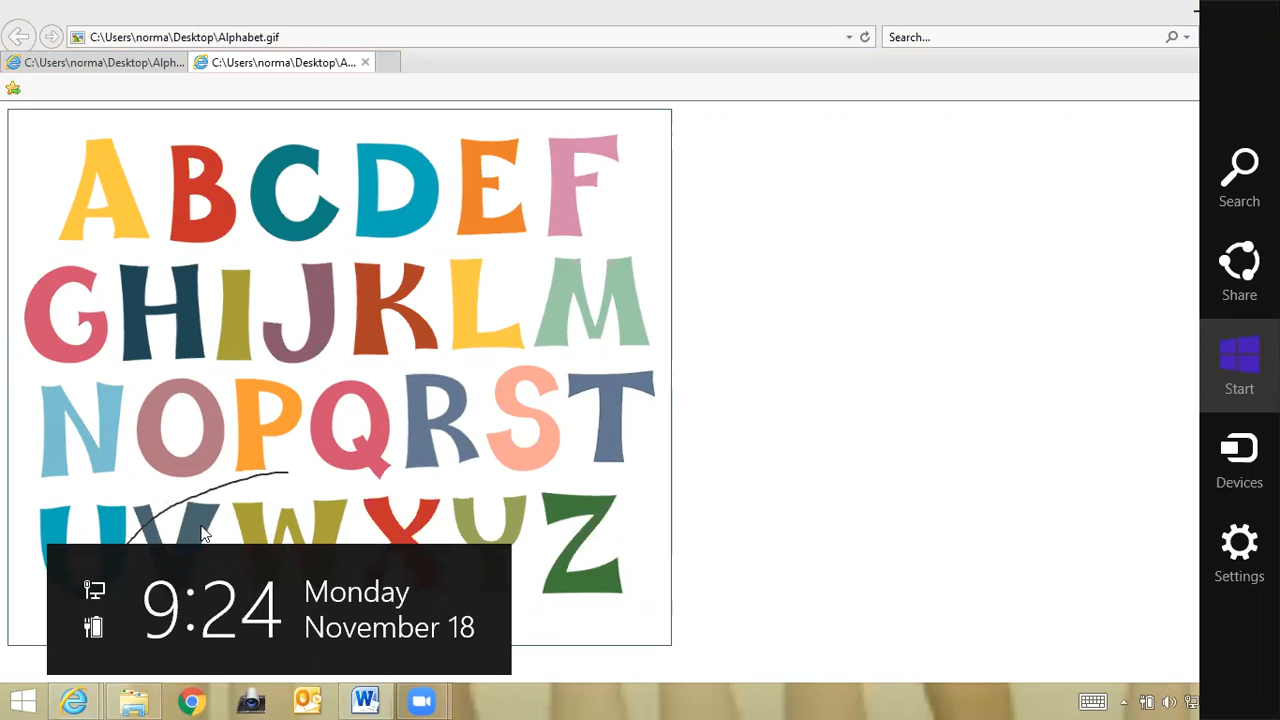 C:\Users\norma\Desktop\Alphabet.gif
Search...
C:\Users\norma\Desktop\Alph...
C:\Users\norma\Desktop\A...
A B C D E F
G H I J K L M
N O P Q R S T
U V W X Y Z
9:24
Monday
November 18
Search
Share
Start
Devices
Settings